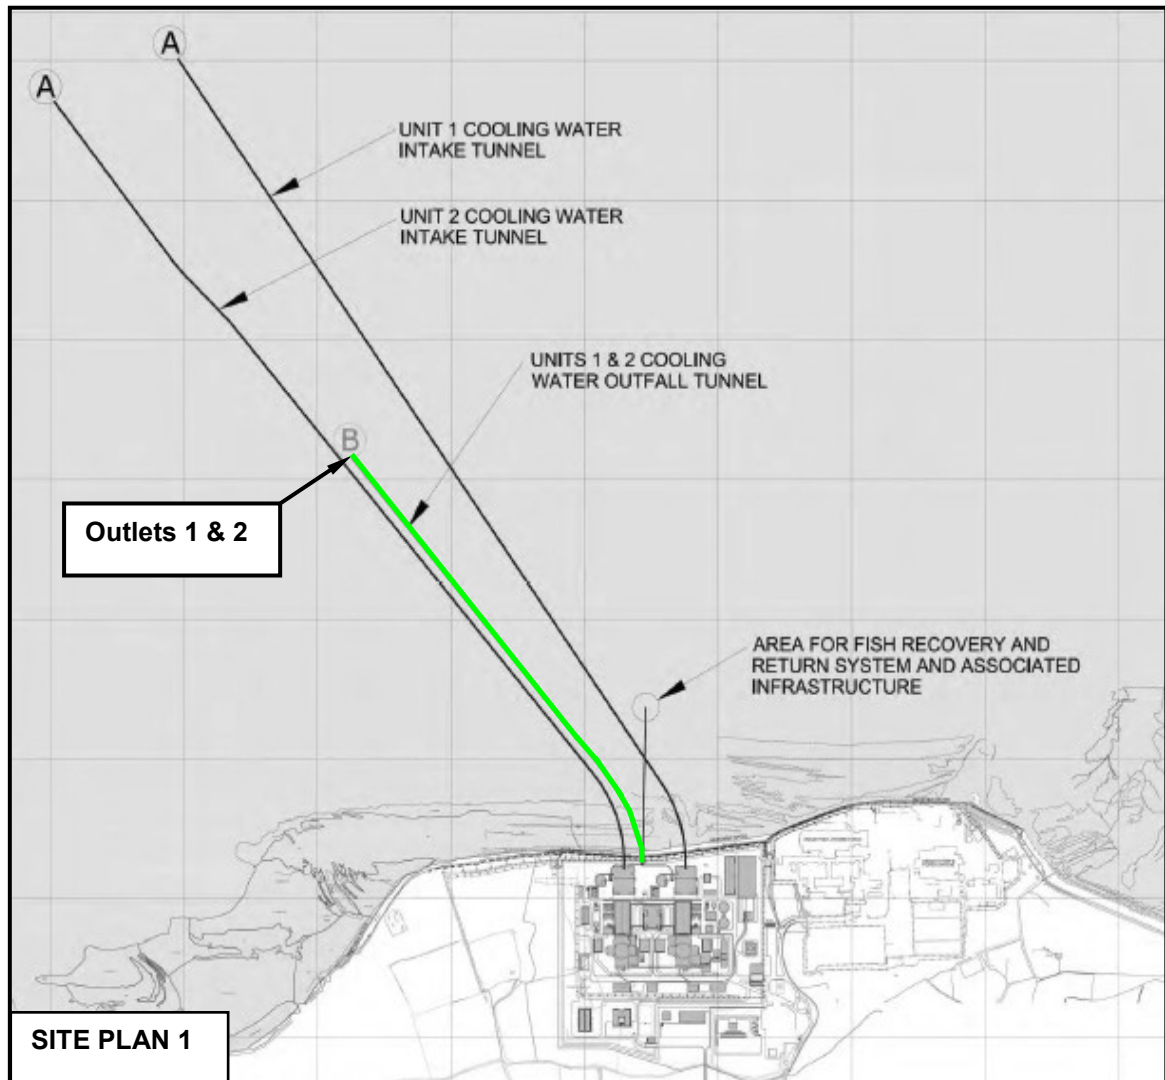 A
A
UNIT 1 COOLING WATER
INTAKE TUNNEL
UNIT 2 COOLING WATER
INTAKE TUNNEL
UNITS 1 & 2 COOLING
WATER OUTFALL TUNNEL
B
Outlets 1 & 2
AREA FOR FISH RECOVERY AND
RETURN SYSTEM AND ASSOCIATED
INFRASTRUCTURE
SITE PLAN 1